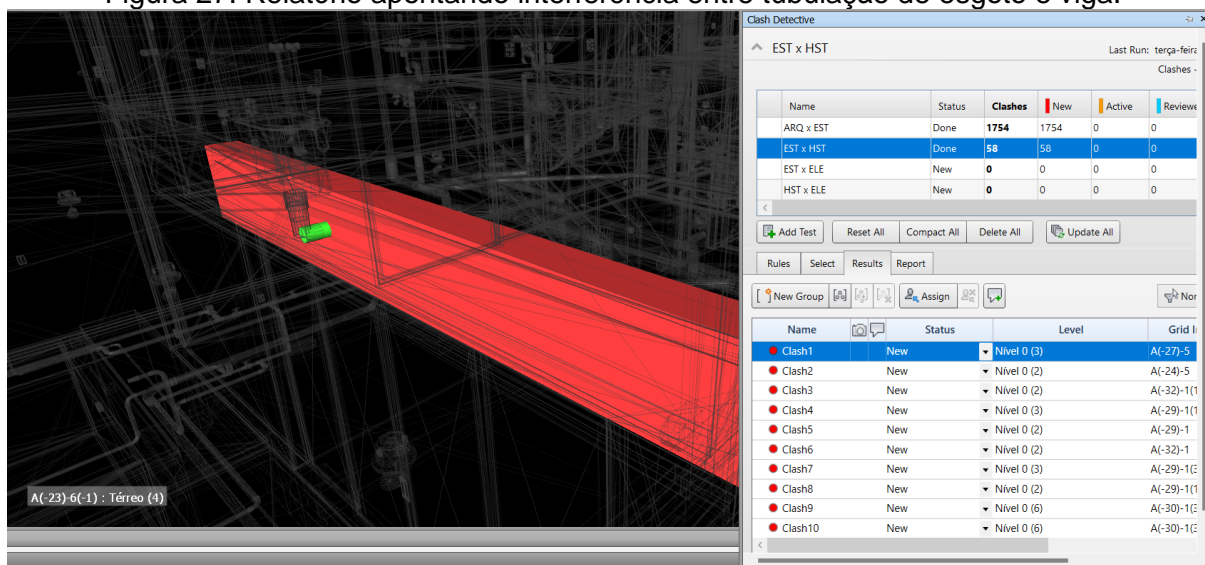 Figura 27: Relatório apontando interferência entre tubulação de esgoto e viga.
Clash Detective
EST x HST
Last Run: terça-feira
Clashes -
Name Status Clashes New Active Reviewe
ARQ x EST Done 1754 1754 0 0
EST x HST Done 58 58 0 0
EST x ELE New 0 0 0 0
HST x ELE New 0 0 0 0
Add Test Reset All Compact All Delete All Update All
Rules Select Results Report
New Group Assign Nor
Name Status Level Grid I
Clash1 New Nível 0 (3) A(-27)-5
Clash2 New Nível 0 (2) A(-24)-5
Clash3 New Nível 0 (2) A(-32)-1(1
Clash4 New Nível 0 (3) A(-29)-1(1
Clash5 New Nível 0 (2) A(-29)-1
Clash6 New Nível 0 (2) A(-32)-1
Clash7 New Nível 0 (3) A(-29)-1(3
Clash8 New Nível 0 (2) A(-29)-1(1
Clash9 New Nível 0 (6) A(-30)-1(3
Clash10 New Nível 0 (6) A(-30)-1(3
A(-23)-6(-1) : Térreo (4)